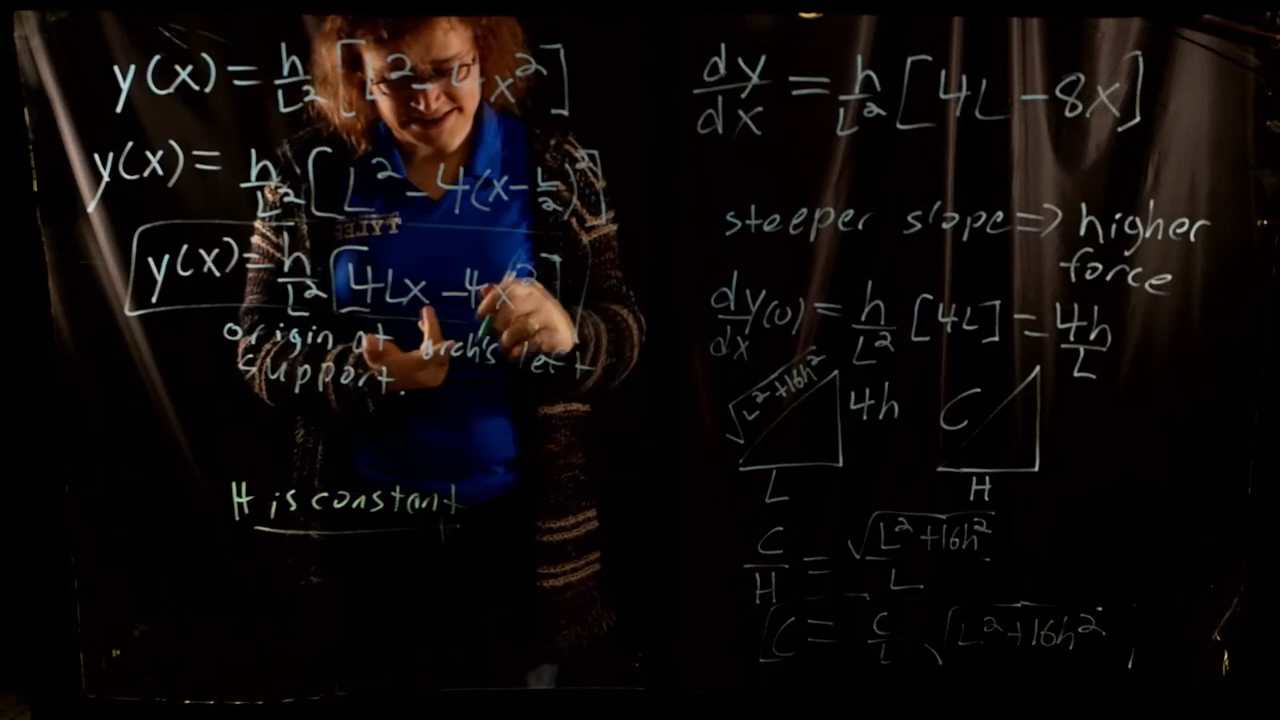 y(x) = h/L² [L² - 4x²]
y(x) = h/L² [L² - 4(x - L/2)²]
y(x) = h/L² [4Lx - 4x²]
origin at arch's left
support.
H is constant
TYLER
dy/dx = h/L² [4L - 8x]
steeper slope => higher
force
dy/dx(0) = h/L² [4L] = 4h/L
√L² + 16h²
4h
L
C
H
C/H = √L² + 16h² / L
C = C/L √L² + 16h²